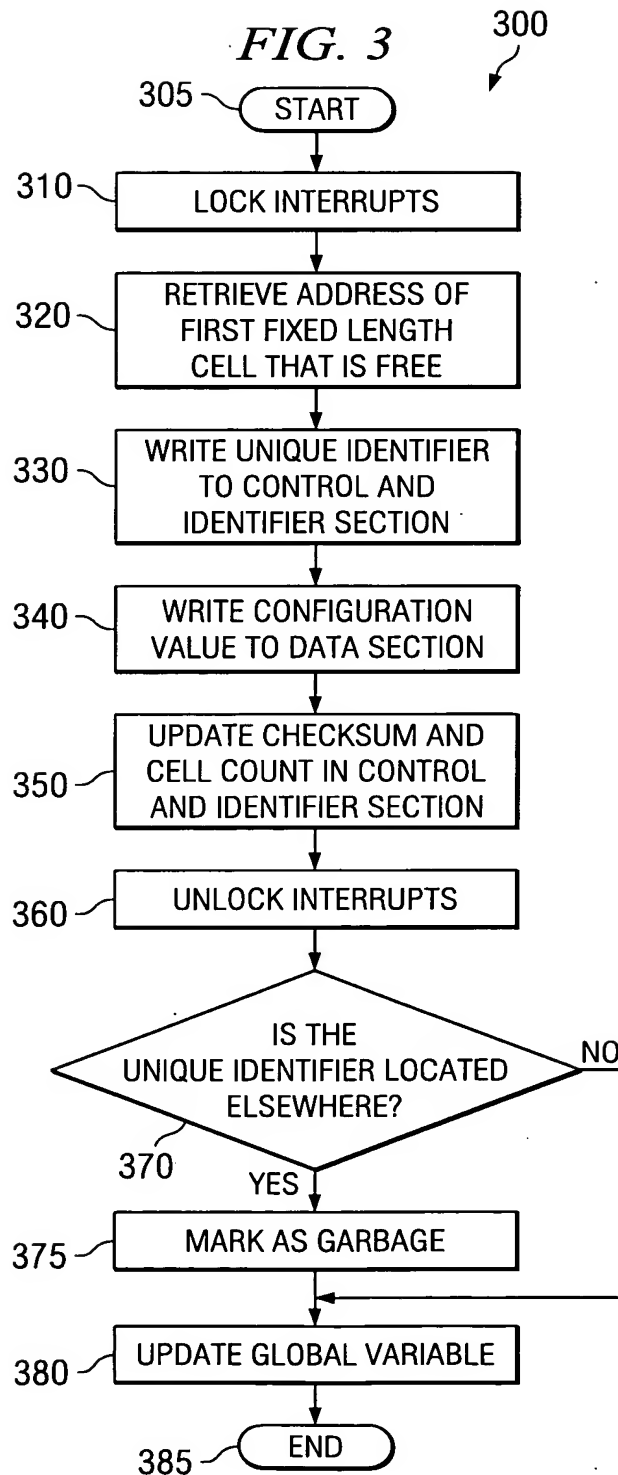 FIG. 3
300
305
START
310
LOCK INTERRUPTS
320
RETRIEVE ADDRESS OF
FIRST FIXED LENGTH
CELL THAT IS FREE
330
WRITE UNIQUE IDENTIFIER
TO CONTROL AND
IDENTIFIER SECTION
340
WRITE CONFIGURATION
VALUE TO DATA SECTION
350
UPDATE CHECKSUM AND
CELL COUNT IN CONTROL
AND IDENTIFIER SECTION
360
UNLOCK INTERRUPTS
IS THE
UNIQUE IDENTIFIER LOCATED
ELSEWHERE?
NO
370
YES
375
MARK AS GARBAGE
380
UPDATE GLOBAL VARIABLE
385
END